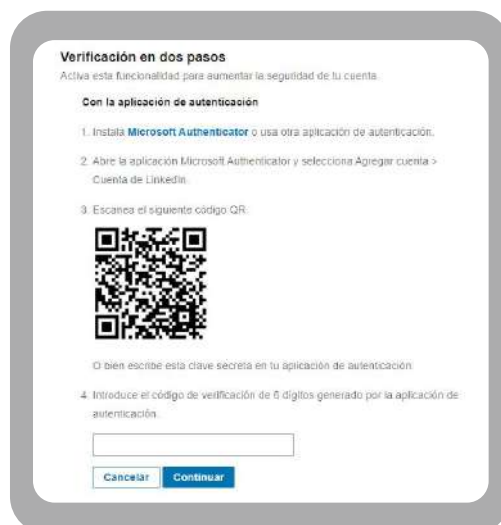 Verificación en dos pasos
Activa esta funcionalidad para aumentar la seguridad de tu cuenta.
Con la aplicación de autenticación
1. Instala Microsoft Authenticator o usa otra aplicación de autenticación.
2. Abre la aplicación Microsoft Authenticator y selecciona Agregar cuenta >
Cuenta de LinkedIn.
3. Escanea el siguiente código QR:
O bien escribe esta clave secreta en tu aplicación de autenticación
4. Introduce el código de verificación de 6 dígitos generado por la aplicación de
autenticación.
Cancelar Continuar